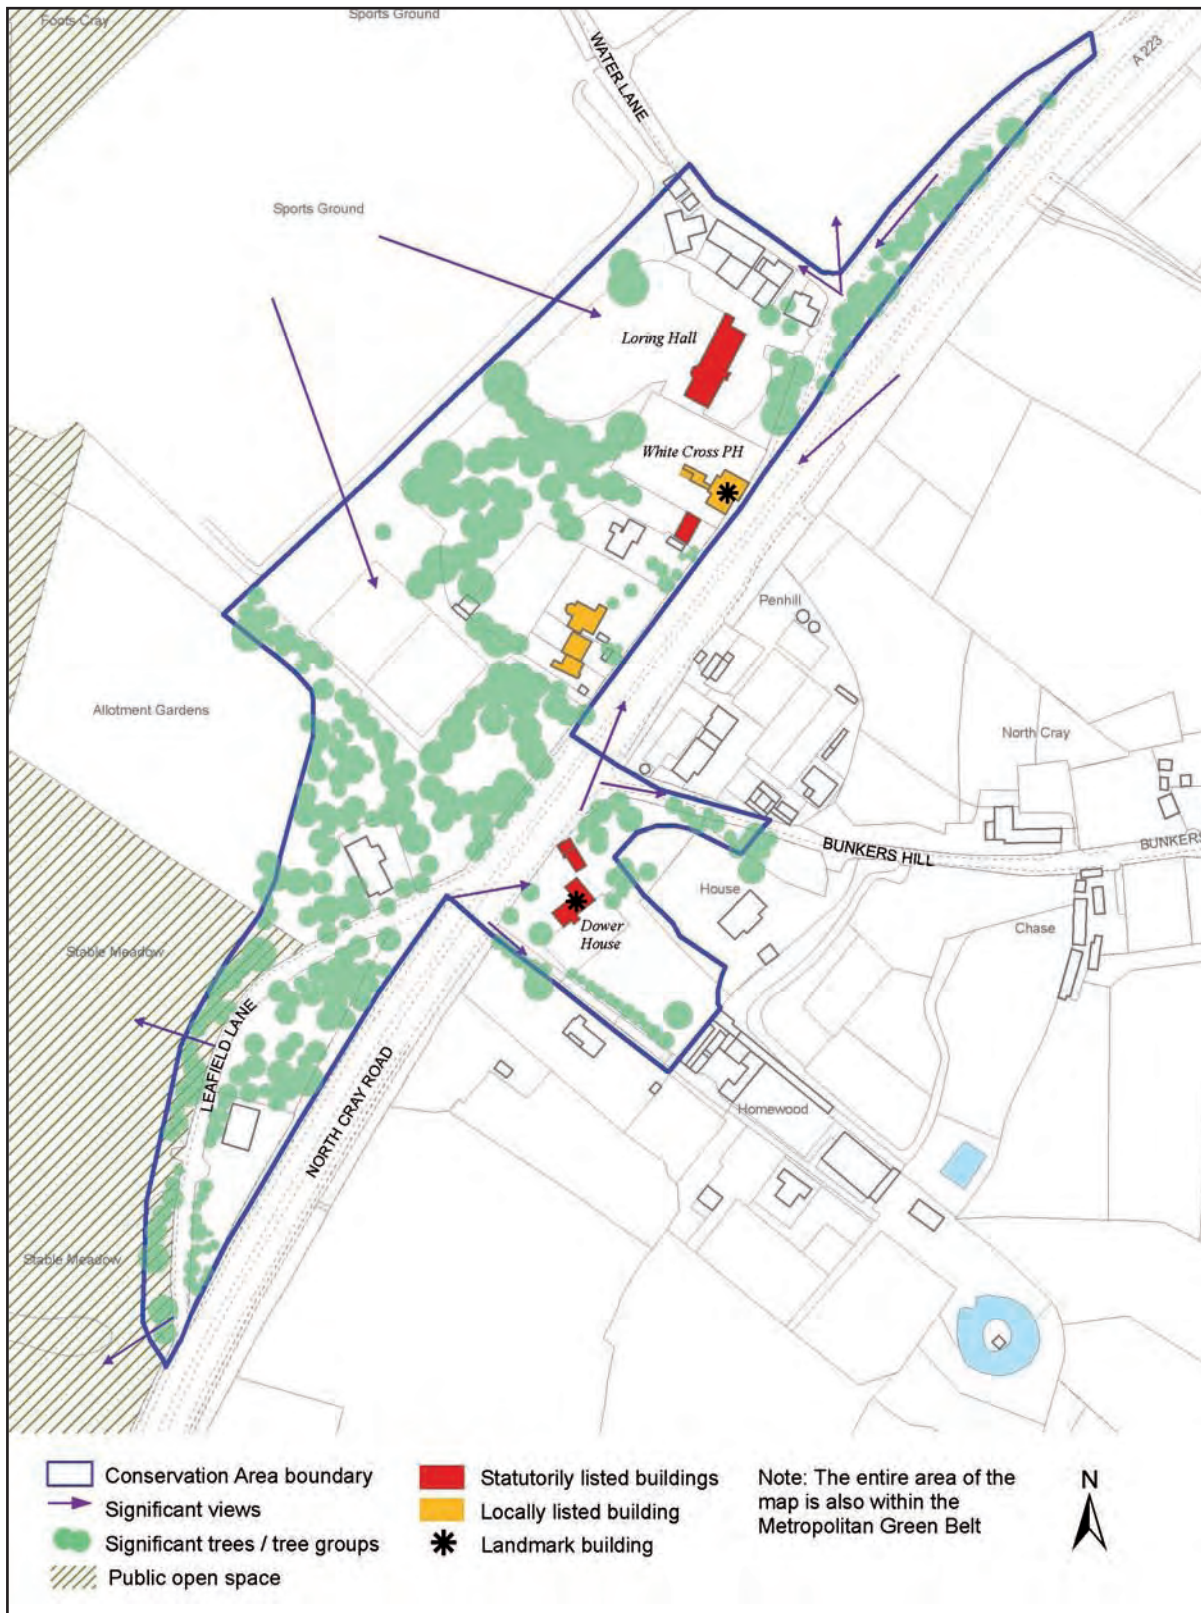 Foots Cray
Sports Ground
WATER LANE
A 223
Sports Ground
Loring Hall
White Cross PH
Penhill
Allotment Gardens
North Cray
BUNKERS HILL
BUNKERS
House
Dower
House
Chase
Stable Meadow
LEAFIELD LANE
NORTH CRAY ROAD
Homewood
Stable Meadow
Conservation Area boundary
Significant views
Significant trees / tree groups
Public open space
Statutorily listed buildings
Locally listed building
Landmark building
Note: The entire area of the
map is also within the
Metropolitan Green Belt
N